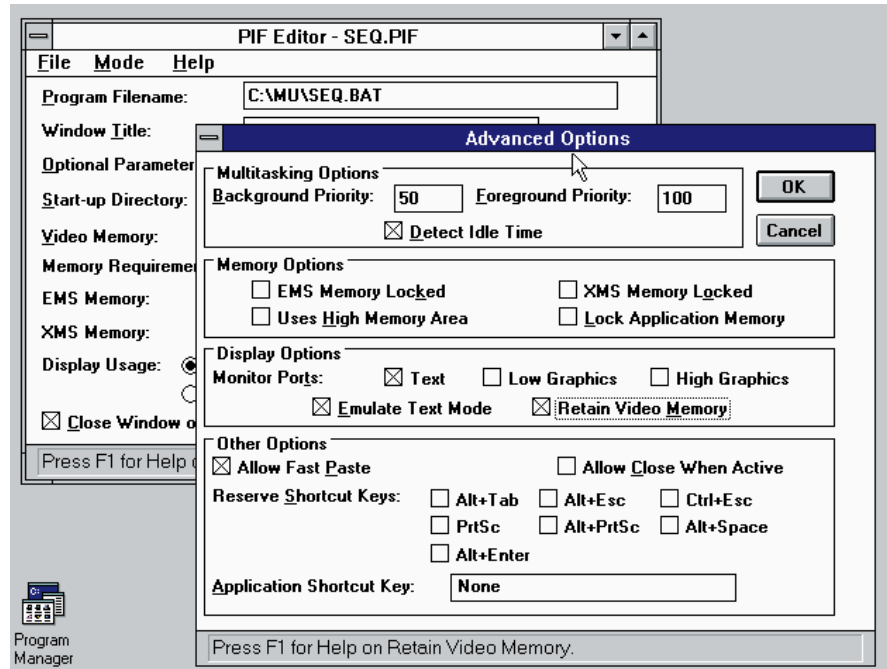 PIF Editor - SEQ.PIF
File Mode Help
Program Filename: C:\MU\SEQ.BAT
Window Title:
Optional Parameter
Start-up Directory:
Video Memory:
Memory Requiremen
EMS Memory:
XMS Memory:
Display Usage:
Close Window o
Press F1 for Help o
Advanced Options
Multitasking Options
Background Priority: 50 Foreground Priority: 100
Detect Idle Time
OK
Cancel
Memory Options
EMS Memory Locked XMS Memory Locked
Uses High Memory Area Lock Application Memory
Display Options
Monitor Ports: Text Low Graphics High Graphics
Emulate Text Mode Retain Video Memory
Other Options
Allow Fast Paste Allow Close When Active
Reserve Shortcut Keys: Alt+Tab Alt+Esc Ctrl+Esc
PrtSc Alt+PrtSc Alt+Space
Alt+Enter
Application Shortcut Key: None
Press F1 for Help on Retain Video Memory.
C:
Program
Manager